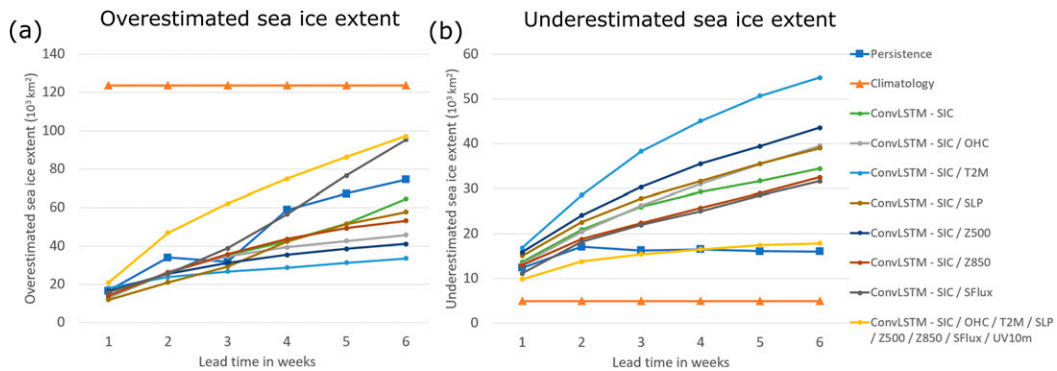 Overestimated sea ice extent
Underestimated sea ice extent
(a)
(b)
Overestimated sea ice extent (10³ km²)
140
120
100
80
60
40
20
0
1 2 3 4 5 6
Lead time in weeks
Underestimated sea ice extent (10³ km²)
60
50
40
30
20
10
0
1 2 3 4 5 6
Lead time in weeks
Persistence
Climatology
ConvLSTM - SIC
ConvLSTM - SIC / OHC
ConvLSTM - SIC / T2M
ConvLSTM - SIC / SLP
ConvLSTM - SIC / Z500
ConvLSTM - SIC / Z850
ConvLSTM - SIC / SFlux
ConvLSTM - SIC / OHC / T2M / SLP
/ Z500 / Z850 / SFlux / UV10m